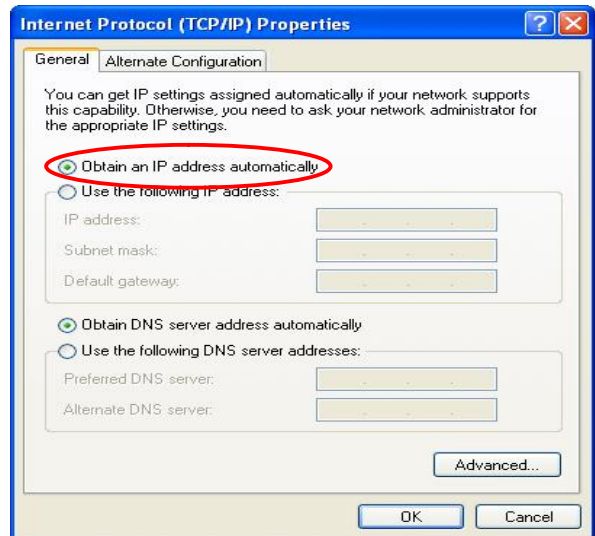 Internet Protocol (TCP/IP) Properties
General
Alternate Configuration
You can get IP settings assigned automatically if your network supports
this capability. Otherwise, you need to ask your network administrator for
the appropriate IP settings.
Obtain an IP address automatically
Use the following IP address:
IP address:
Subnet mask:
Default gateway:
Obtain DNS server address automatically
Use the following DNS server addresses:
Preferred DNS server:
Alternate DNS server:
Advanced...
OK
Cancel